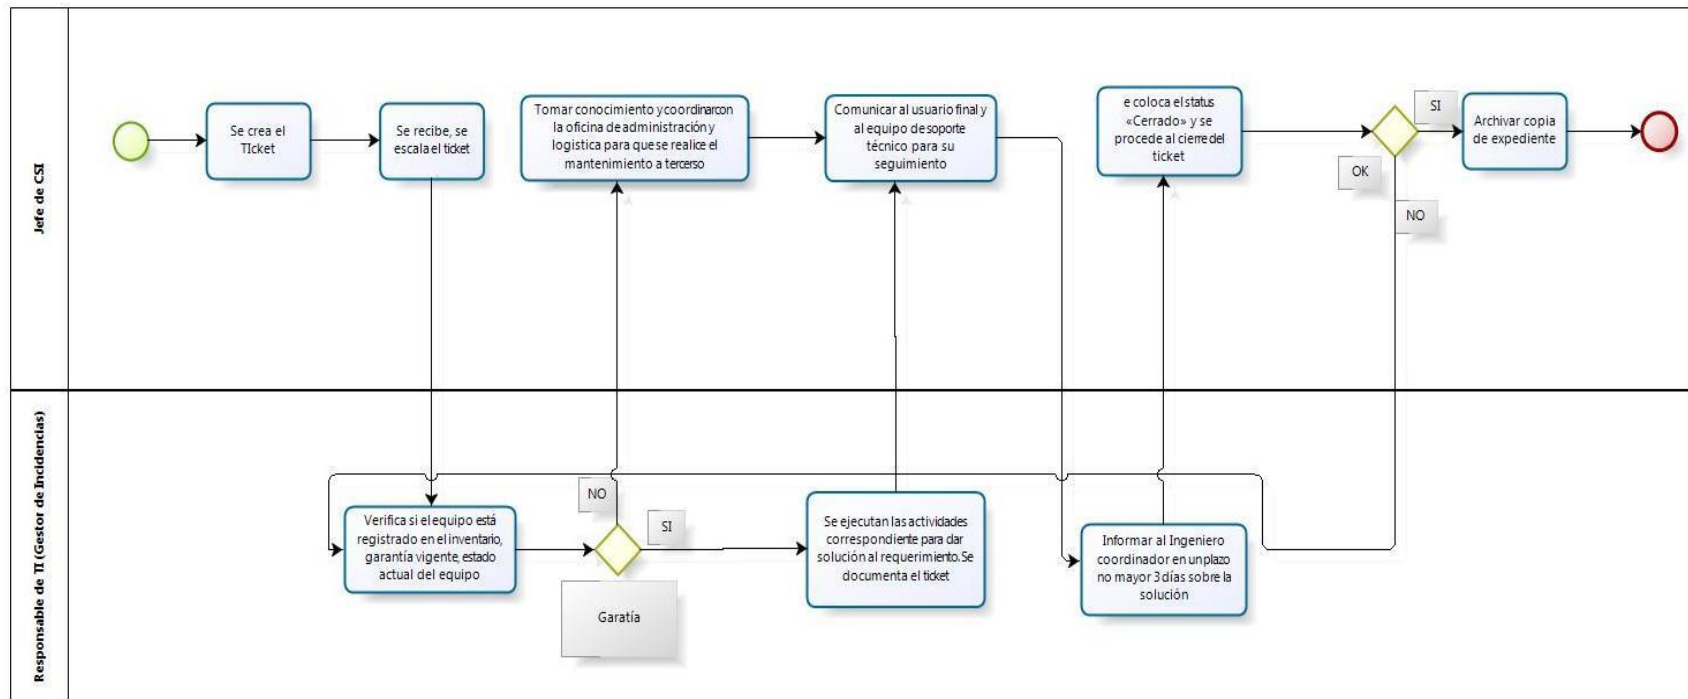 Jefe de CSI
Se crea el
TIcket
Se recibe, se
escala el ticket
Tomar conocimiento y coordinar con
la oficina de administración y
logistica para que se realice el
mantenimiento a tercerso
Comunicar al usuario final y
al equipo de soporte
técnico para su
seguimiento
e coloca el status
«Cerrado» y se
procede al cierre del
ticket
SI
OK
NO
Archivar copia
de expediente
Responsable de TI (Gestor de Incidencias)
Verifica si el equipo está
registrado en el inventario,
garantía vigente, estado
actual del equipo
NO
SI
Garatía
Se ejecutan las actividades
correspondiente para dar
solución al requerimiento. Se
documenta el ticket
Informar al Ingeniero
coordinador en un plazo
no mayor 3 días sobre la
solución